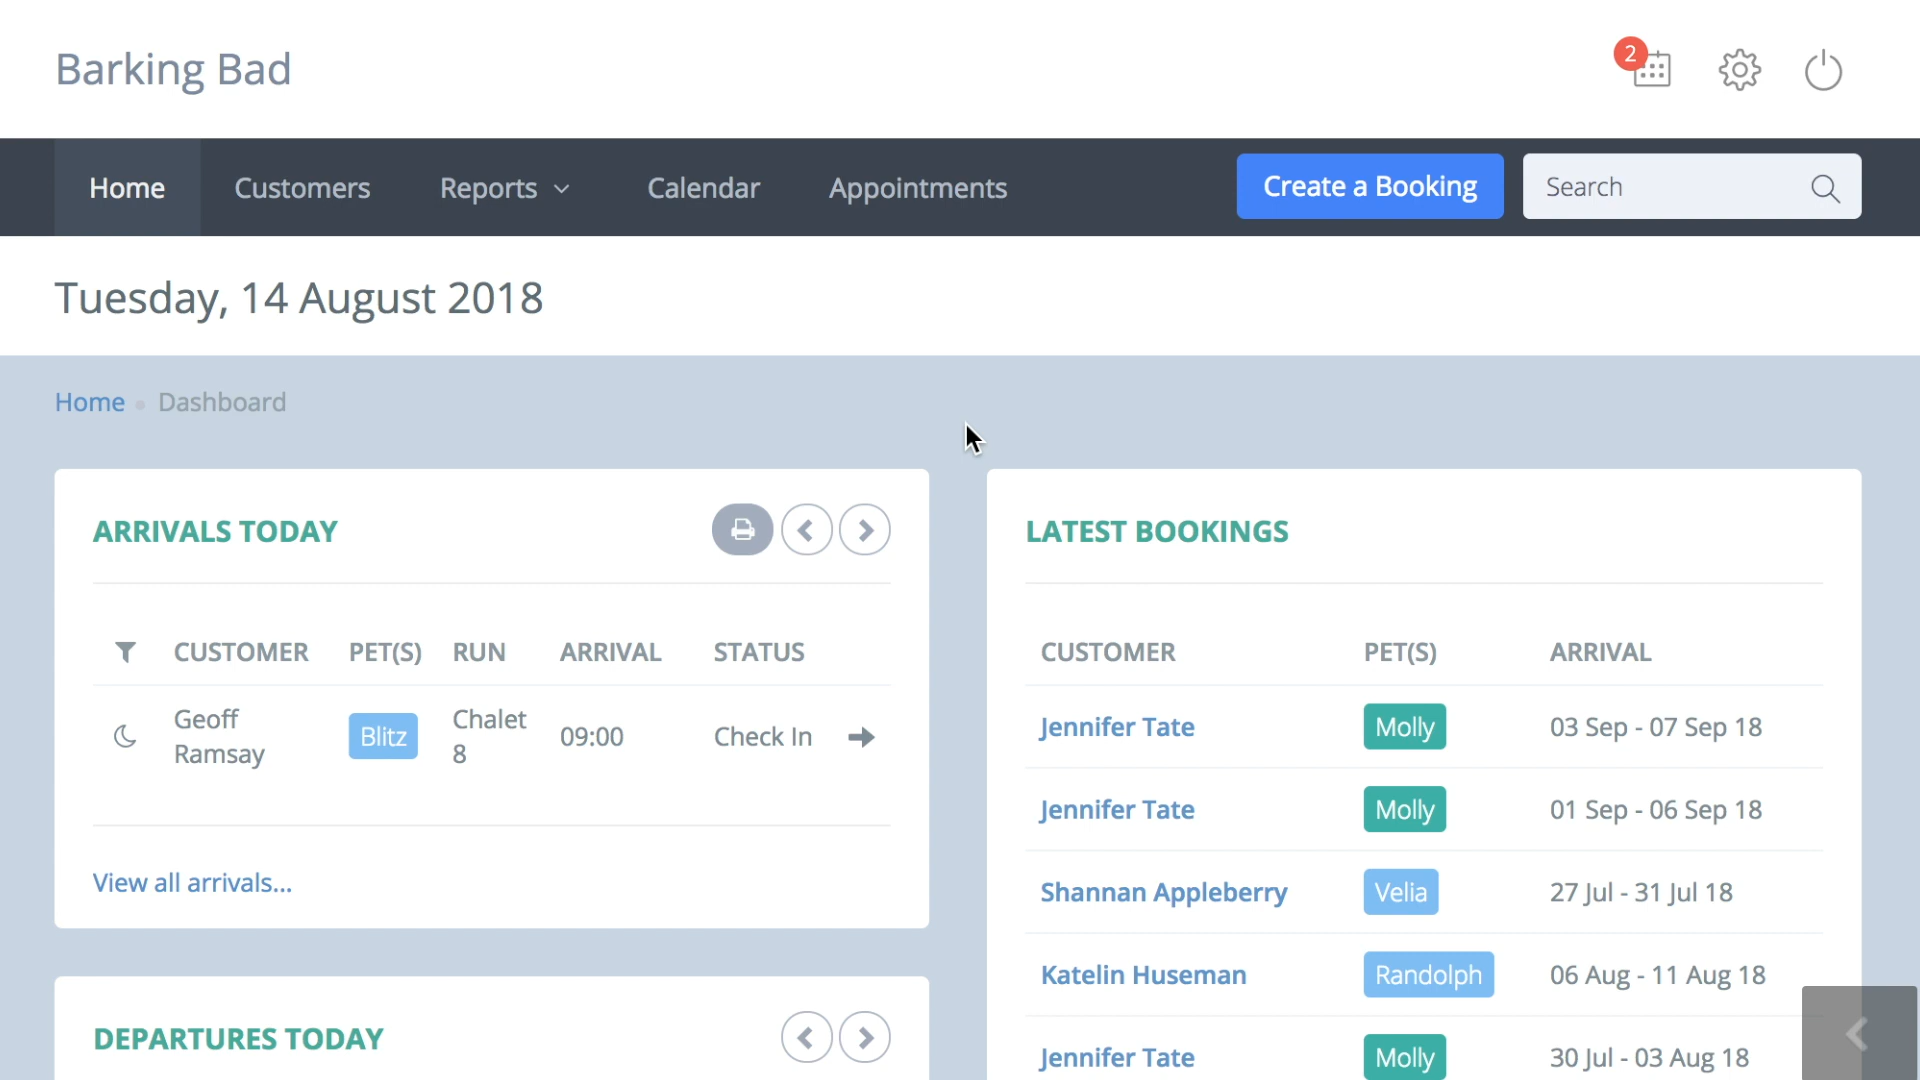 Barking Bad
2
Home Customers Reports Calendar Appointments Create a Booking Search
Tuesday, 14 August 2018
Home Dashboard
ARRIVALS TODAY
CUSTOMER PET(S) RUN ARRIVAL STATUS
Geoff Ramsay Blitz Chalet 8 09:00 Check In
View all arrivals...
DEPARTURES TODAY
LATEST BOOKINGS
CUSTOMER PET(S) ARRIVAL
Jennifer Tate Molly 03 Sep - 07 Sep 18
Jennifer Tate Molly 01 Sep - 06 Sep 18
Shannan Appleberry Velia 27 Jul - 31 Jul 18
Katelin Huseman Randolph 06 Aug - 11 Aug 18
Jennifer Tate Molly 30 Jul - 03 Aug 18